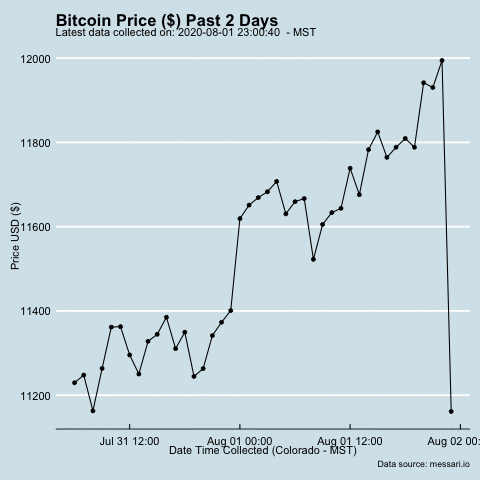 Bitcoin Price ($) Past 2 Days
Latest data collected on: 2020-08-01 23:00:40 - MST
12000
11800
11600
11400
11200
Price USD ($)
Jul 31 12:00 Aug 01 00:00 Aug 01 12:00 Aug 02 00:
Date Time Collected (Colorado - MST)
Data source: messari.io